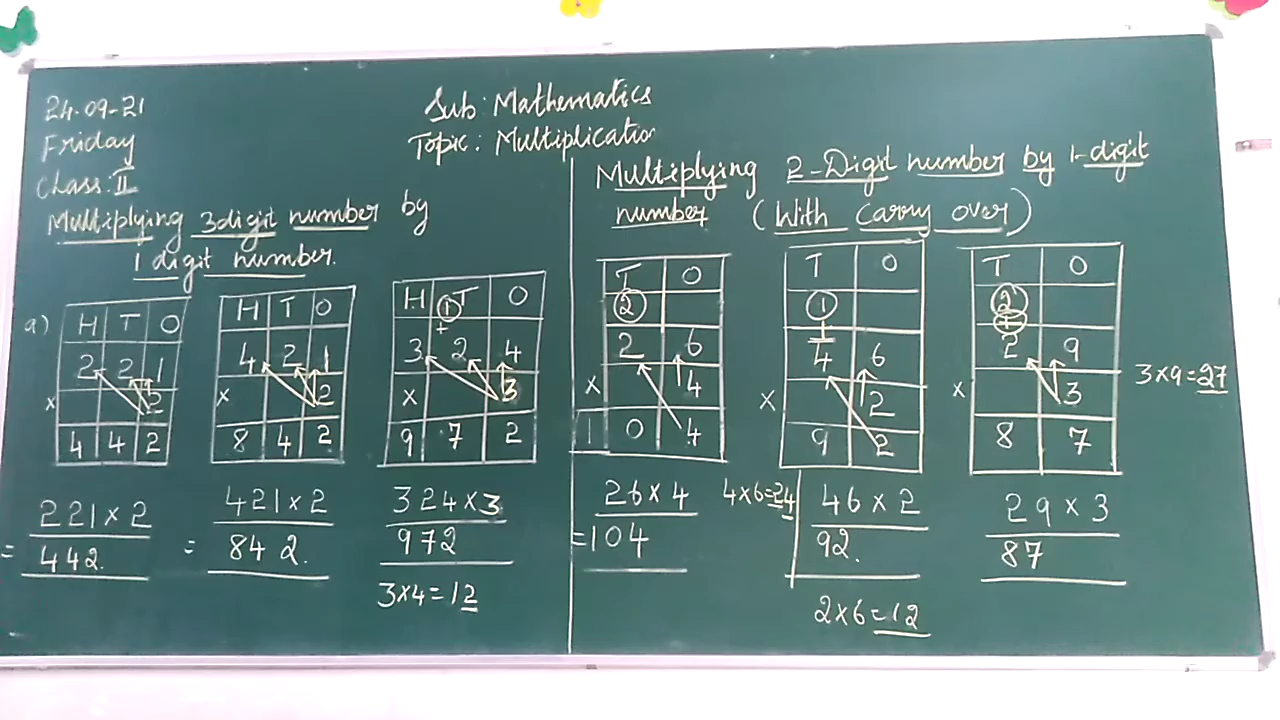 24.09-21
Friday
Class: II
Sub: Mathematics
Topic: Multiplication
Multiplying 3digit number by
1 digit number.
a)
H T O
2 2 1
x 2
4 4 2
221 x 2
= 442.
H T O
4 2 1
x 2
8 4 2
421 x 2
= 842.
H T O
1
+
3 2 4
x 3
9 7 2
324 x 3
972
3x4=12
Multiplying 2-Digit number by 1-digit
number (With Carry over)
T O
2
2 6
x 4
1 0 4
26 x 4
=104
4x6=24
T O
1
+
4 6
x 2
9 2
46 x 2
92.
2x6=12
T O
2
+
2 9
x 3
8 7
3x9=27
29 x 3
87